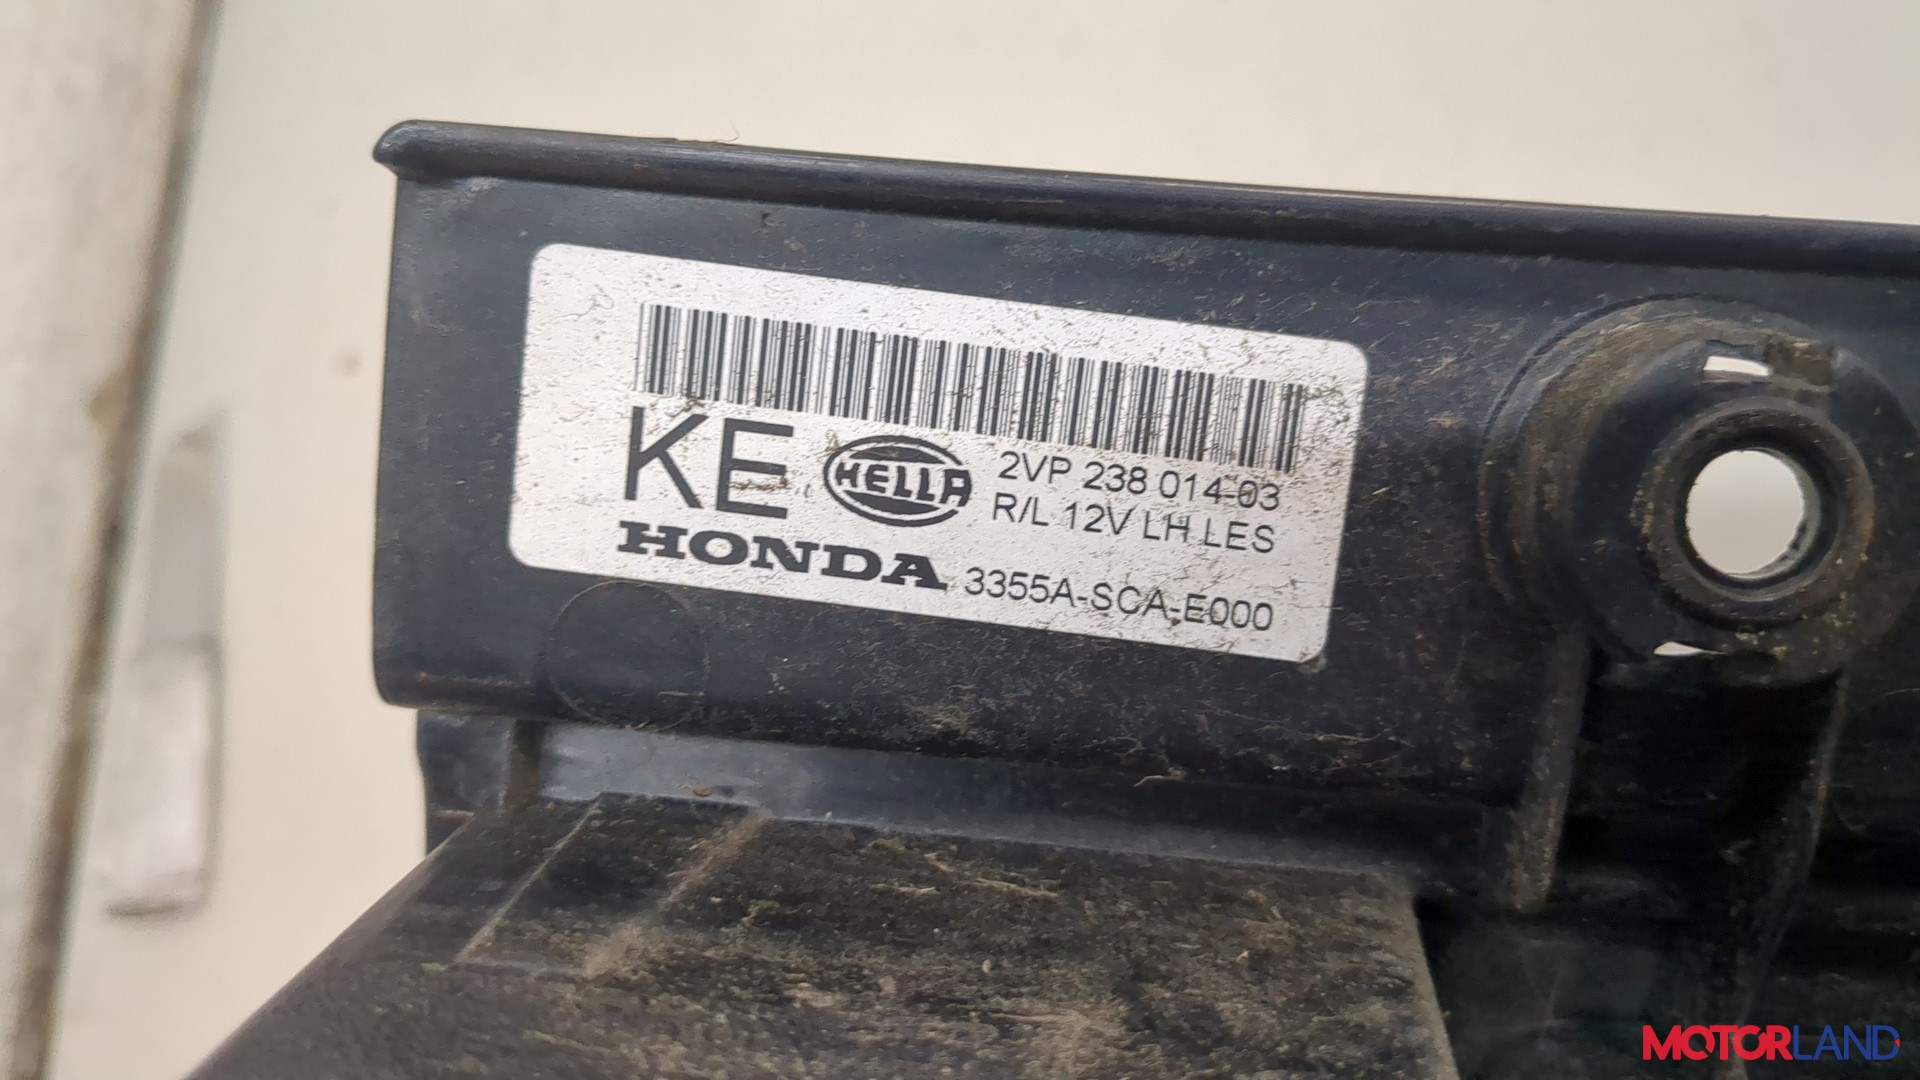 KE HELLA 2VP 238 014-03
R/L 12V LH LES
HONDA 3355A-SCA-E000
MOTORLAND